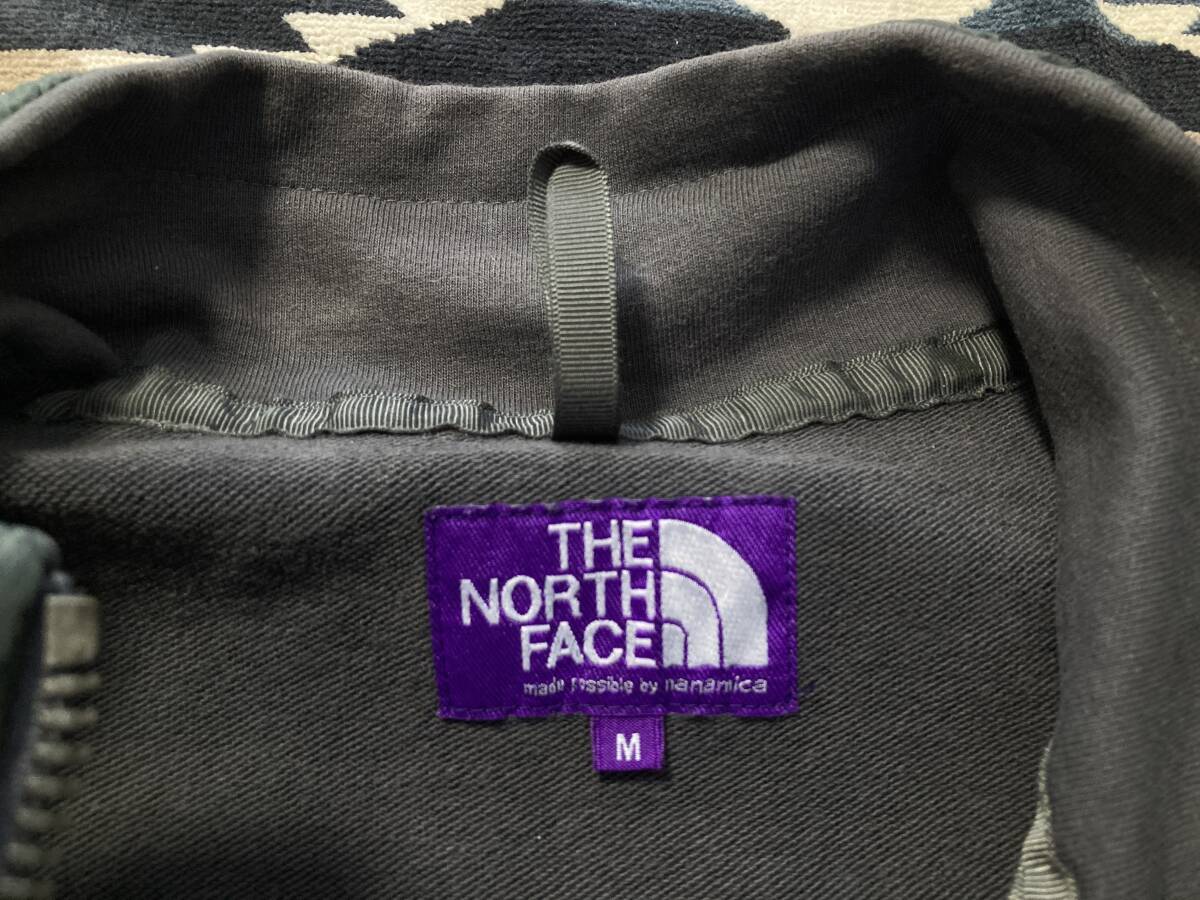 THE
NORTH
FACE
made possible by nanamica
M